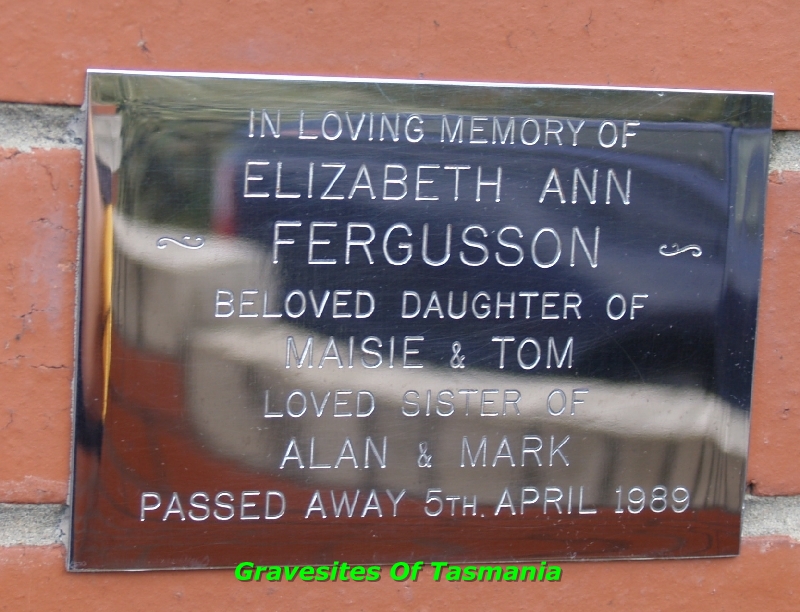 IN LOVING MEMORY OF
ELIZABETH ANN
FERGUSSON
BELOVED DAUGHTER OF
MAISIE & TOM
LOVED SISTER OF
ALAN & MARK
PASSED AWAY 5TH. APRIL 1989
Gravesites Of Tasmania